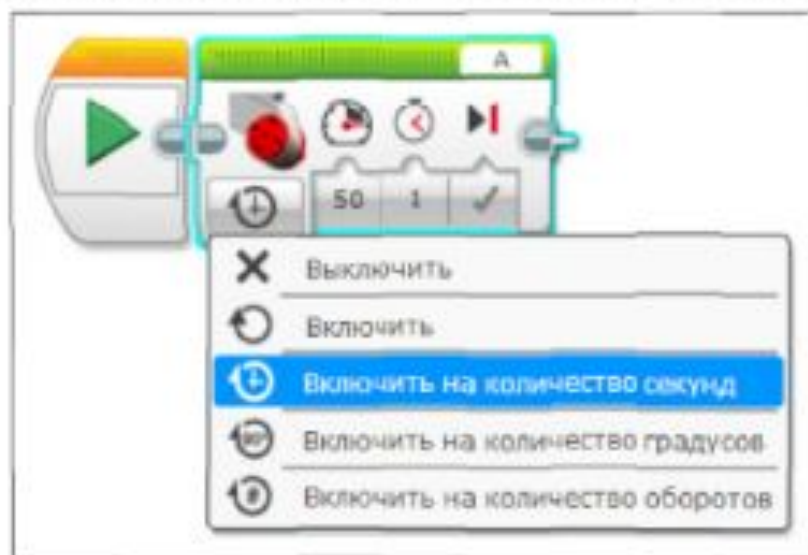 A
50 1
Выключить
Включить
Включить на количество секунд
Включить на количество градусов
Включить на количество оборотов